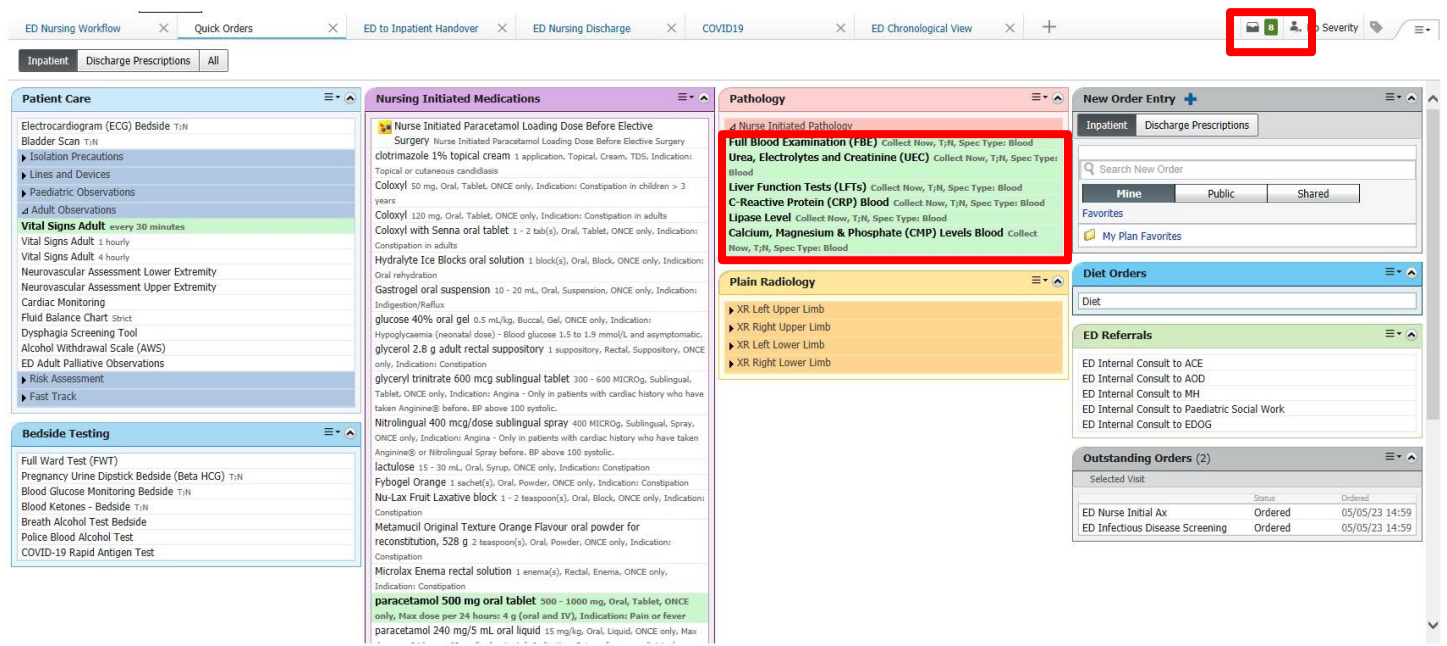 ED Nursing Workflow
Quick Orders
ED to Inpatient Handover
ED Nursing Discharge
COVID19
ED Chronological View
8
o Severity
Inpatient
Discharge Prescriptions
All
Patient Care
Electrocardiogram (ECG) Bedside T;N
Bladder Scan T;N
Isolation Precautions
Lines and Devices
Paediatric Observations
Adult Observations
Vital Signs Adult every 30 minutes
Vital Signs Adult 1 hourly
Vital Signs Adult 4 hourly
Neurovascular Assessment Lower Extremity
Neurovascular Assessment Upper Extremity
Cardiac Monitoring
Fluid Balance Chart Strict
Dysphagia Screening Tool
Alcohol Withdrawal Scale (AWS)
ED Adult Palliative Observations
Risk Assessment
Fast Track
Bedside Testing
Full Ward Test (FWT)
Pregnancy Urine Dipstick Bedside (Beta HCG) T;N
Blood Glucose Monitoring Bedside T;N
Blood Ketones - Bedside T;N
Breath Alcohol Test Bedside
Police Blood Alcohol Test
COVID-19 Rapid Antigen Test
Nursing Initiated Medications
Nurse Initiated Paracetamol Loading Dose Before Elective
Surgery Nurse Initiated Paracetamol Loading Dose Before Elective Surgery
clotrimazole 1% topical cream 1 application, Topical, Cream, TDS, Indication:
Topical or cutaneous candidiasis
Coloxyl 50 mg, Oral, Tablet, ONCE only, Indication: Constipation in children > 3
years
Coloxyl 120 mg, Oral, Tablet, ONCE only, Indication: Constipation in adults
Coloxyl with Senna oral tablet 1 - 2 tab(s), Oral, Tablet, ONCE only, Indication:
Constipation in adults
Hydralyte Ice Blocks oral solution 1 block(s), Oral, Block, ONCE only, Indication:
Oral rehydration
Gastrogel oral suspension 10 - 20 mL, Oral, Suspension, ONCE only, Indication:
Indigestion/Reflux
glucose 40% oral gel 0.5 mL/kg, Buccal, Gel, ONCE only, Indication:
Hypoglycaemia (neonatal dose) - Blood glucose 1.5 to 1.9 mmol/L and asymptomatic.
glycerol 2.8 g adult rectal suppository 1 suppository, Rectal, Suppository, ONCE
only, Indication: Constipation
glyceryl trinitrate 600 mcg sublingual tablet 300 - 600 MICROg, Sublingual,
Tablet, ONCE only, Indication: Angina - Only in patients with cardiac history who have
taken Anginine® before. BP above 100 systolic.
Nitrolingual 400 mcg/dose sublingual spray 400 MICROg, Sublingual, Spray,
ONCE only, Indication: Angina - Only in patients with cardiac history who have taken
Anginine® or Nitrolingual Spray before. BP above 100 systolic.
lactulose 15 - 30 mL, Oral, Syrup, ONCE only, Indication: Constipation
Fybogel Orange 1 sachet(s), Oral, Powder, ONCE only, Indication: Constipation
Nu-Lax Fruit Laxative block 1 - 2 teaspoon(s), Oral, Block, ONCE only, Indication:
Constipation
Metamucil Original Texture Orange Flavour oral powder for
reconstitution, 528 g 2 teaspoon(s), Oral, Powder, ONCE only, Indication:
Constipation
Microlax Enema rectal solution 1 enema(s), Rectal, Enema, ONCE only,
Indication: Constipation
paracetamol 500 mg oral tablet 500 - 1000 mg, Oral, Tablet, ONCE
only, Max dose per 24 hours: 4 g (oral and IV), Indication: Pain or fever
paracetamol 240 mg/5 mL oral liquid 15 mg/kg, Oral, Liquid, ONCE only, Max
Pathology
Nurse Initiated Pathology
Full Blood Examination (FBE) Collect Now, T;N, Spec Type: Blood
Urea, Electrolytes and Creatinine (UEC) Collect Now, T;N, Spec Type:
Blood
Liver Function Tests (LFTs) Collect Now, T;N, Spec Type: Blood
C-Reactive Protein (CRP) Blood Collect Now, T;N, Spec Type: Blood
Lipase Level Collect Now, T;N, Spec Type: Blood
Calcium, Magnesium & Phosphate (CMP) Levels Blood Collect
Now, T;N, Spec Type: Blood
Plain Radiology
XR Left Upper Limb
XR Right Upper Limb
XR Left Lower Limb
XR Right Lower Limb
New Order Entry
Inpatient
Discharge Prescriptions
Search New Order
Mine
Public
Shared
Favorites
My Plan Favorites
Diet Orders
Diet
ED Referrals
ED Internal Consult to ACE
ED Internal Consult to AOD
ED Internal Consult to MH
ED Internal Consult to Paediatric Social Work
ED Internal Consult to EDOG
Outstanding Orders (2)
Selected Visit
Status Ordered
ED Nurse Initial Ax Ordered 05/05/23 14:59
ED Infectious Disease Screening Ordered 05/05/23 14:59